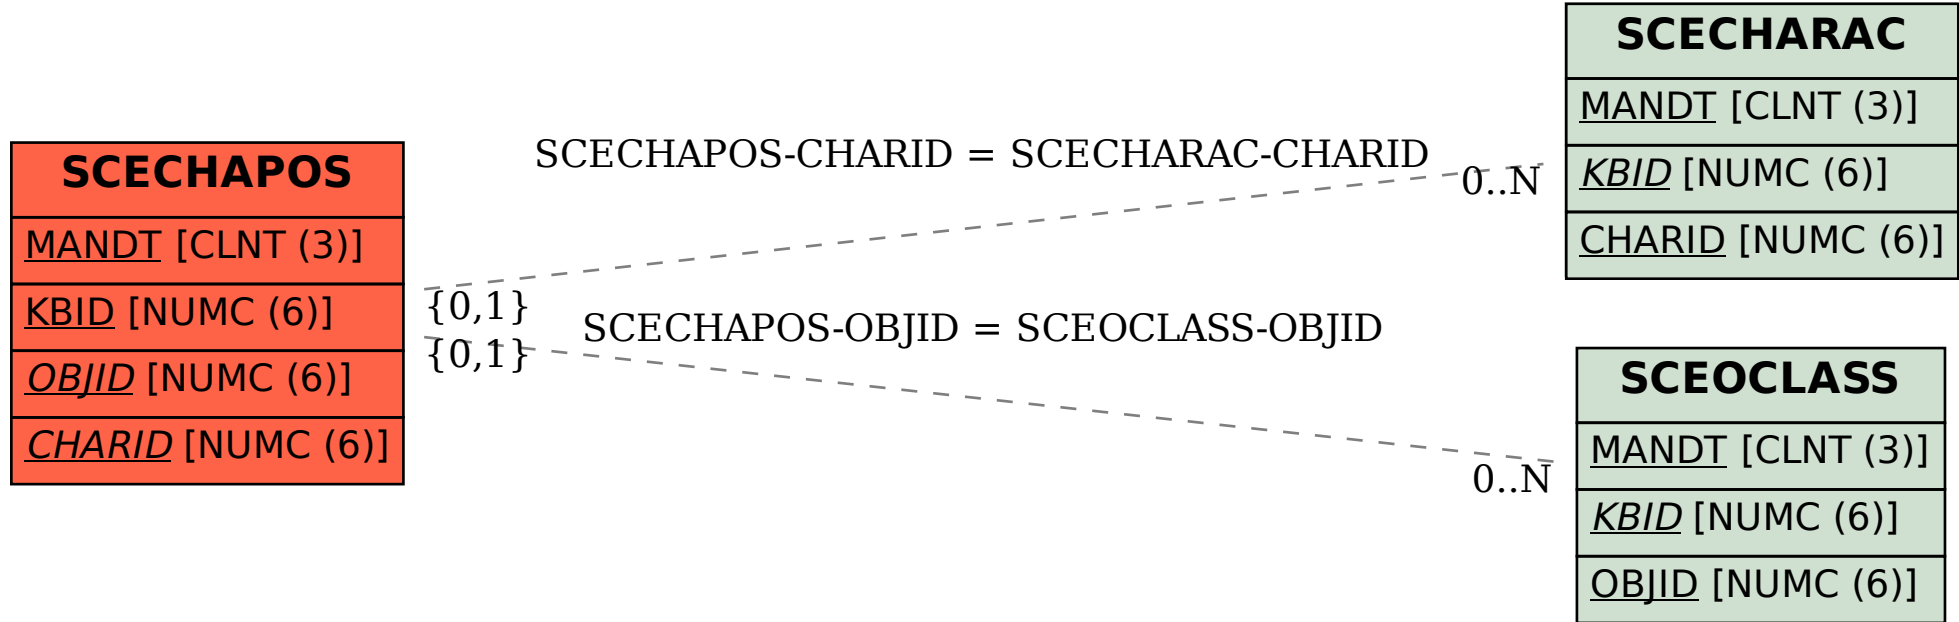 SCECHAPOS
MANDT [CLNT (3)]
KBID [NUMC (6)]
OBJID [NUMC (6)]
CHARID [NUMC (6)]
SCECHAPOS-CHARID = SCECHARAC-CHARID
0..N
{0,1}
SCECHAPOS-OBJID = SCEOCLASS-OBJID
{0,1}
0..N
SCECHARAC
MANDT [CLNT (3)]
KBID [NUMC (6)]
CHARID [NUMC (6)]
SCEOCLASS
MANDT [CLNT (3)]
KBID [NUMC (6)]
OBJID [NUMC (6)]